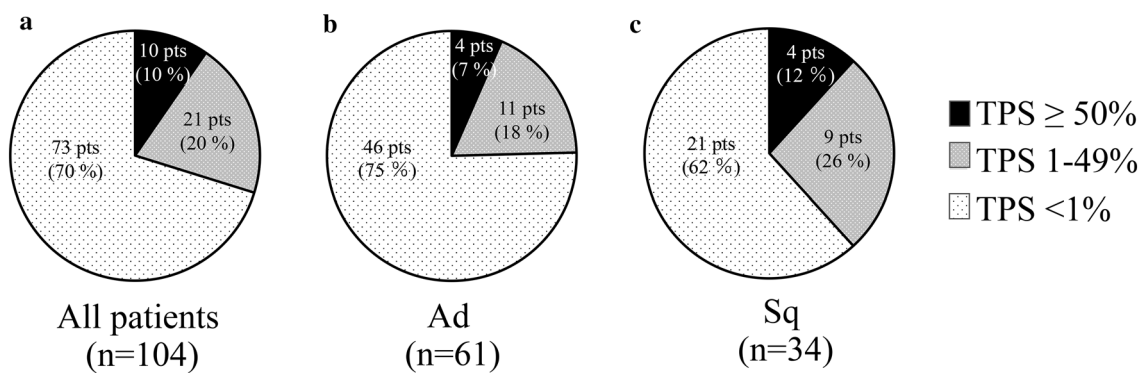 a
10 pts
(10 %)
21 pts
(20 %)
73 pts
(70 %)
All patients
(n=104)
b
4 pts
(7 %)
11 pts
(18 %)
46 pts
(75 %)
Ad
(n=61)
c
4 pts
(12 %)
9 pts
(26 %)
21 pts
(62 %)
Sq
(n=34)
TPS ≥ 50%
TPS 1-49%
TPS <1%